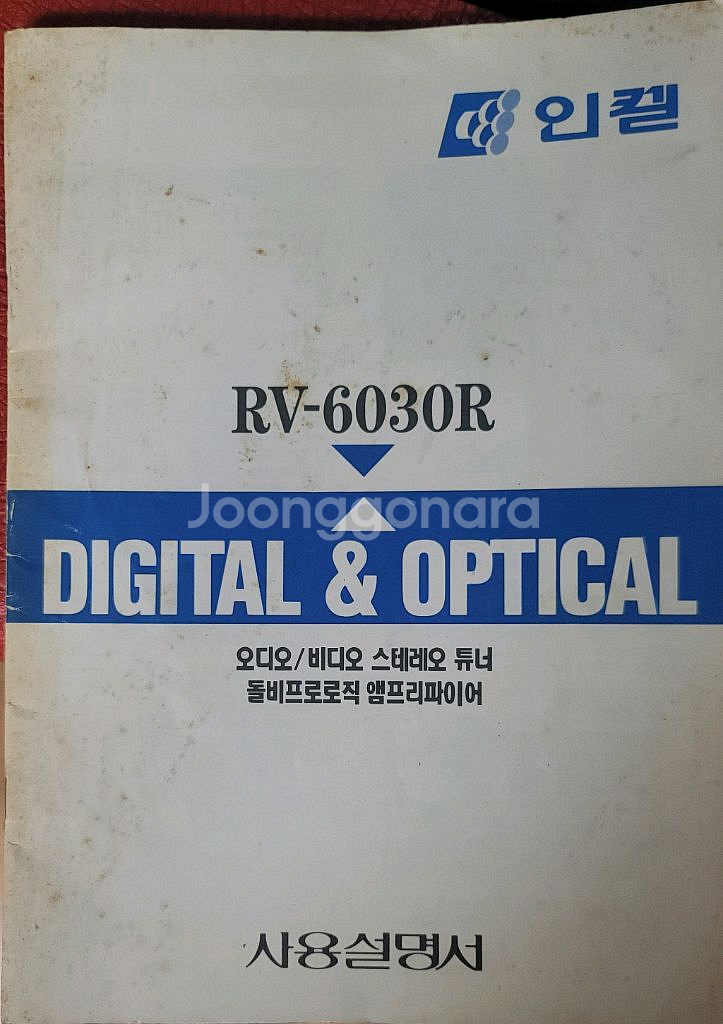 인켈
RV-6030R
Joonggonara
DIGITAL & OPTICAL
오디오/비디오 스테레오 튜너
돌비프로로직 앰프리파이어
사용설명서